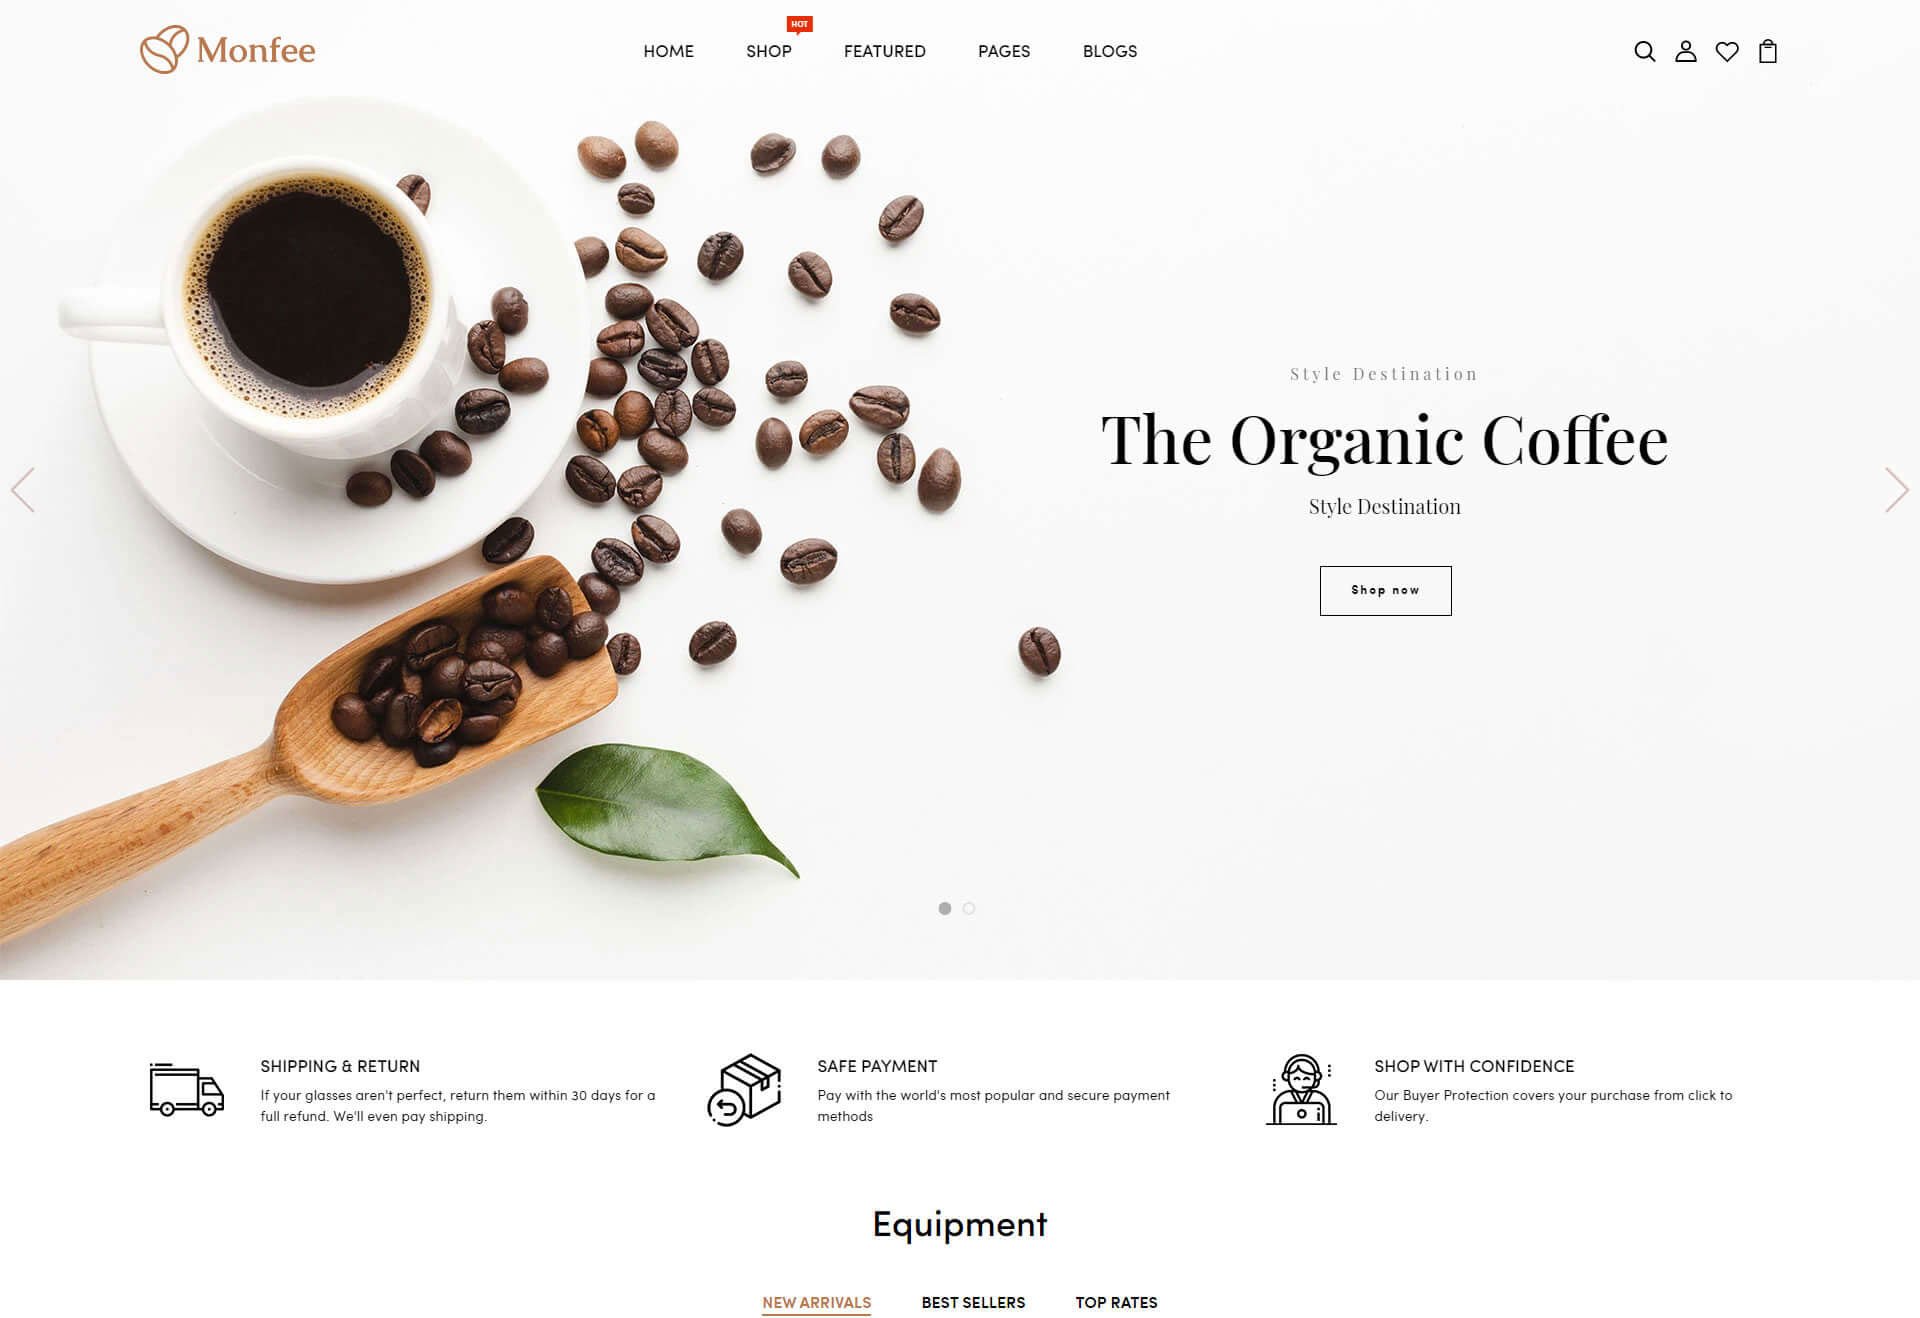 Monfee
HOME
SHOP
HOT
FEATURED
PAGES
BLOGS
Style Destination
The Organic Coffee
Style Destination
Shop now
SHIPPING & RETURN
If your glasses aren't perfect, return them within 30 days for a
full refund. We'll even pay shipping.
SAFE PAYMENT
Pay with the world's most popular and secure payment
methods
SHOP WITH CONFIDENCE
Our Buyer Protection covers your purchase from click to
delivery.
Equipment
NEW ARRIVALS
BEST SELLERS
TOP RATES